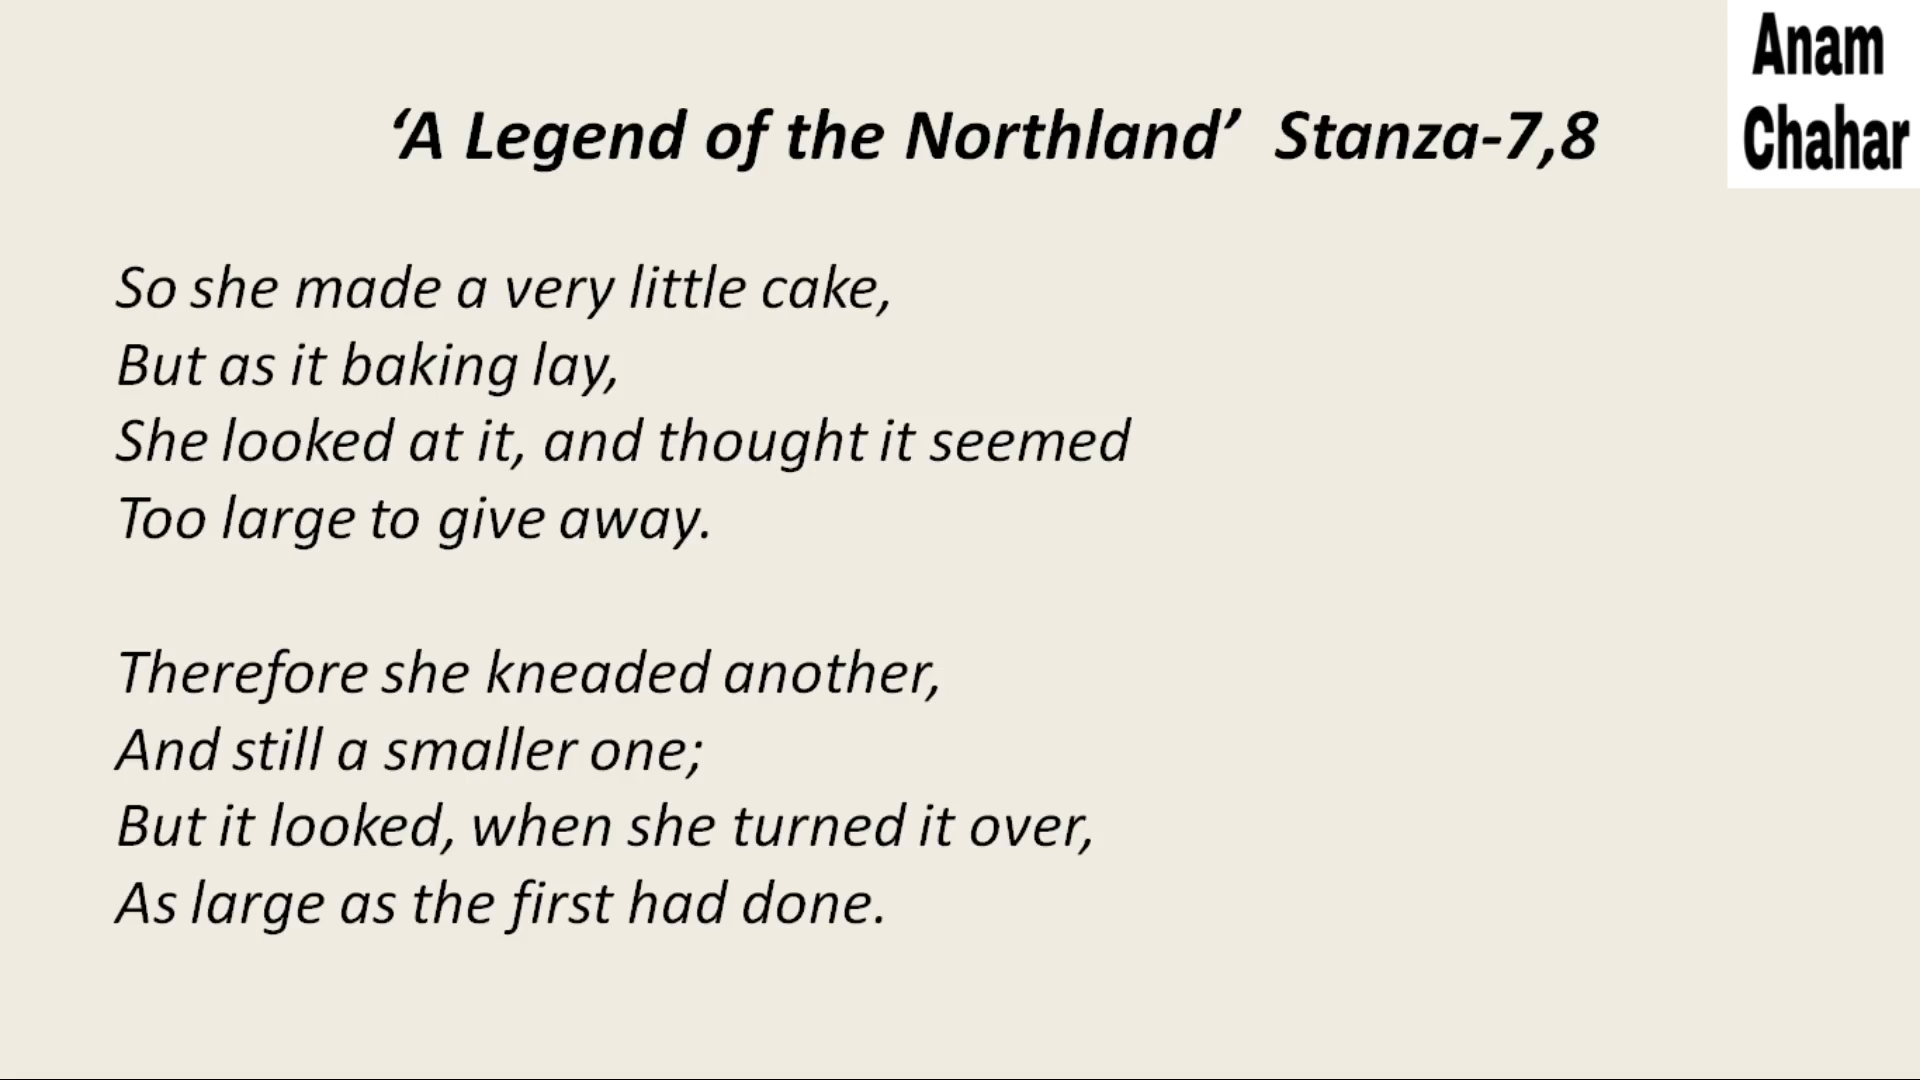 Anam
Chahar
‘A Legend of the Northland’ Stanza-7,8
So she made a very little cake,
But as it baking lay,
She looked at it, and thought it seemed
Too large to give away.
Therefore she kneaded another,
And still a smaller one;
But it looked, when she turned it over,
As large as the first had done.